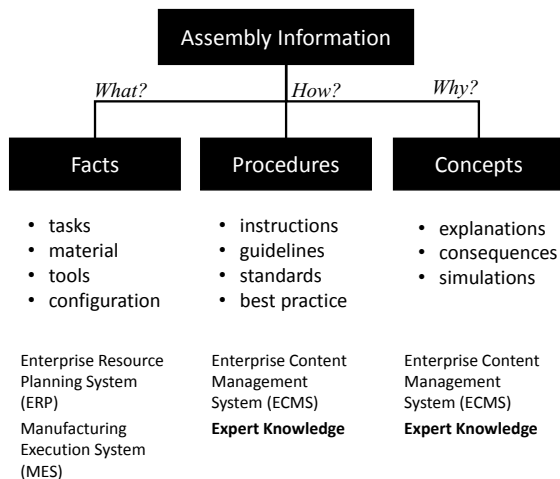 Assembly Information
What?
How?
Why?
Facts
Procedures
Concepts
• tasks
• material
• tools
• configuration
• instructions
• guidelines
• standards
• best practice
• explanations
• consequences
• simulations
Enterprise Resource
Planning System
(ERP)
Manufacturing
Execution System
(MES)
Enterprise Content
Management
System (ECMS)
Expert Knowledge
Enterprise Content
Management
System (ECMS)
Expert Knowledge